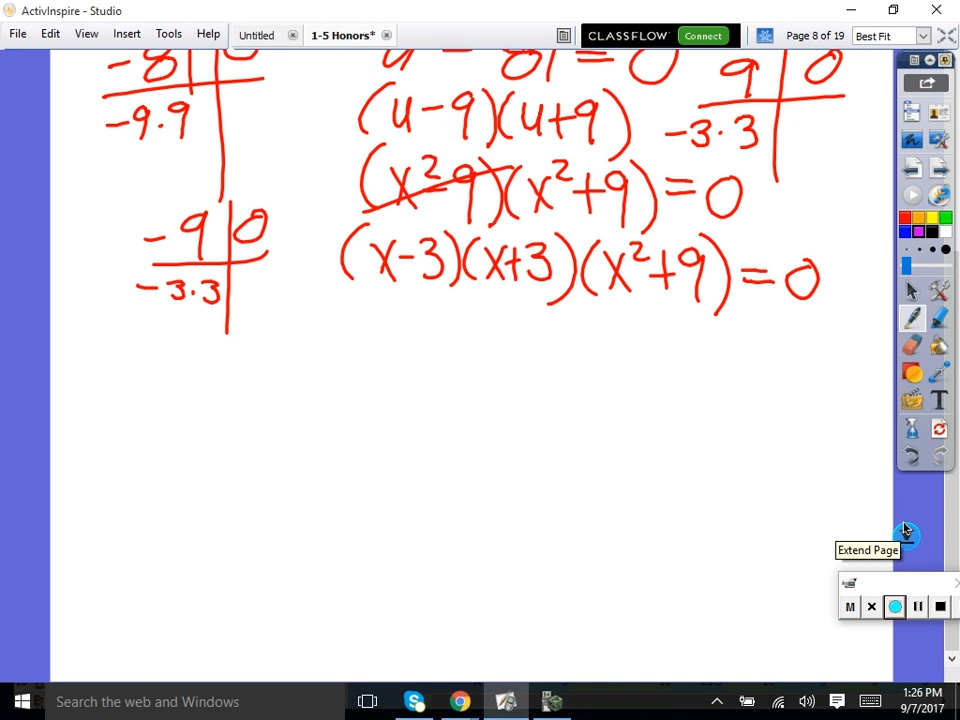 ActivInspire - Studio
File Edit View Insert Tools Help Untitled 1-5 Honors* CLASSFLOW Connect Page 8 of 19 Best Fit
-81 0
-9·9
u - 81 = 0
(u-9)(u+9)
9 0
-3·3
(x²-9)(x²+9)=0
-9 0
-3·3
(x-3)(x+3)(x²+9)=0
Extend Page
M
Search the web and Windows
1:26 PM
9/7/2017